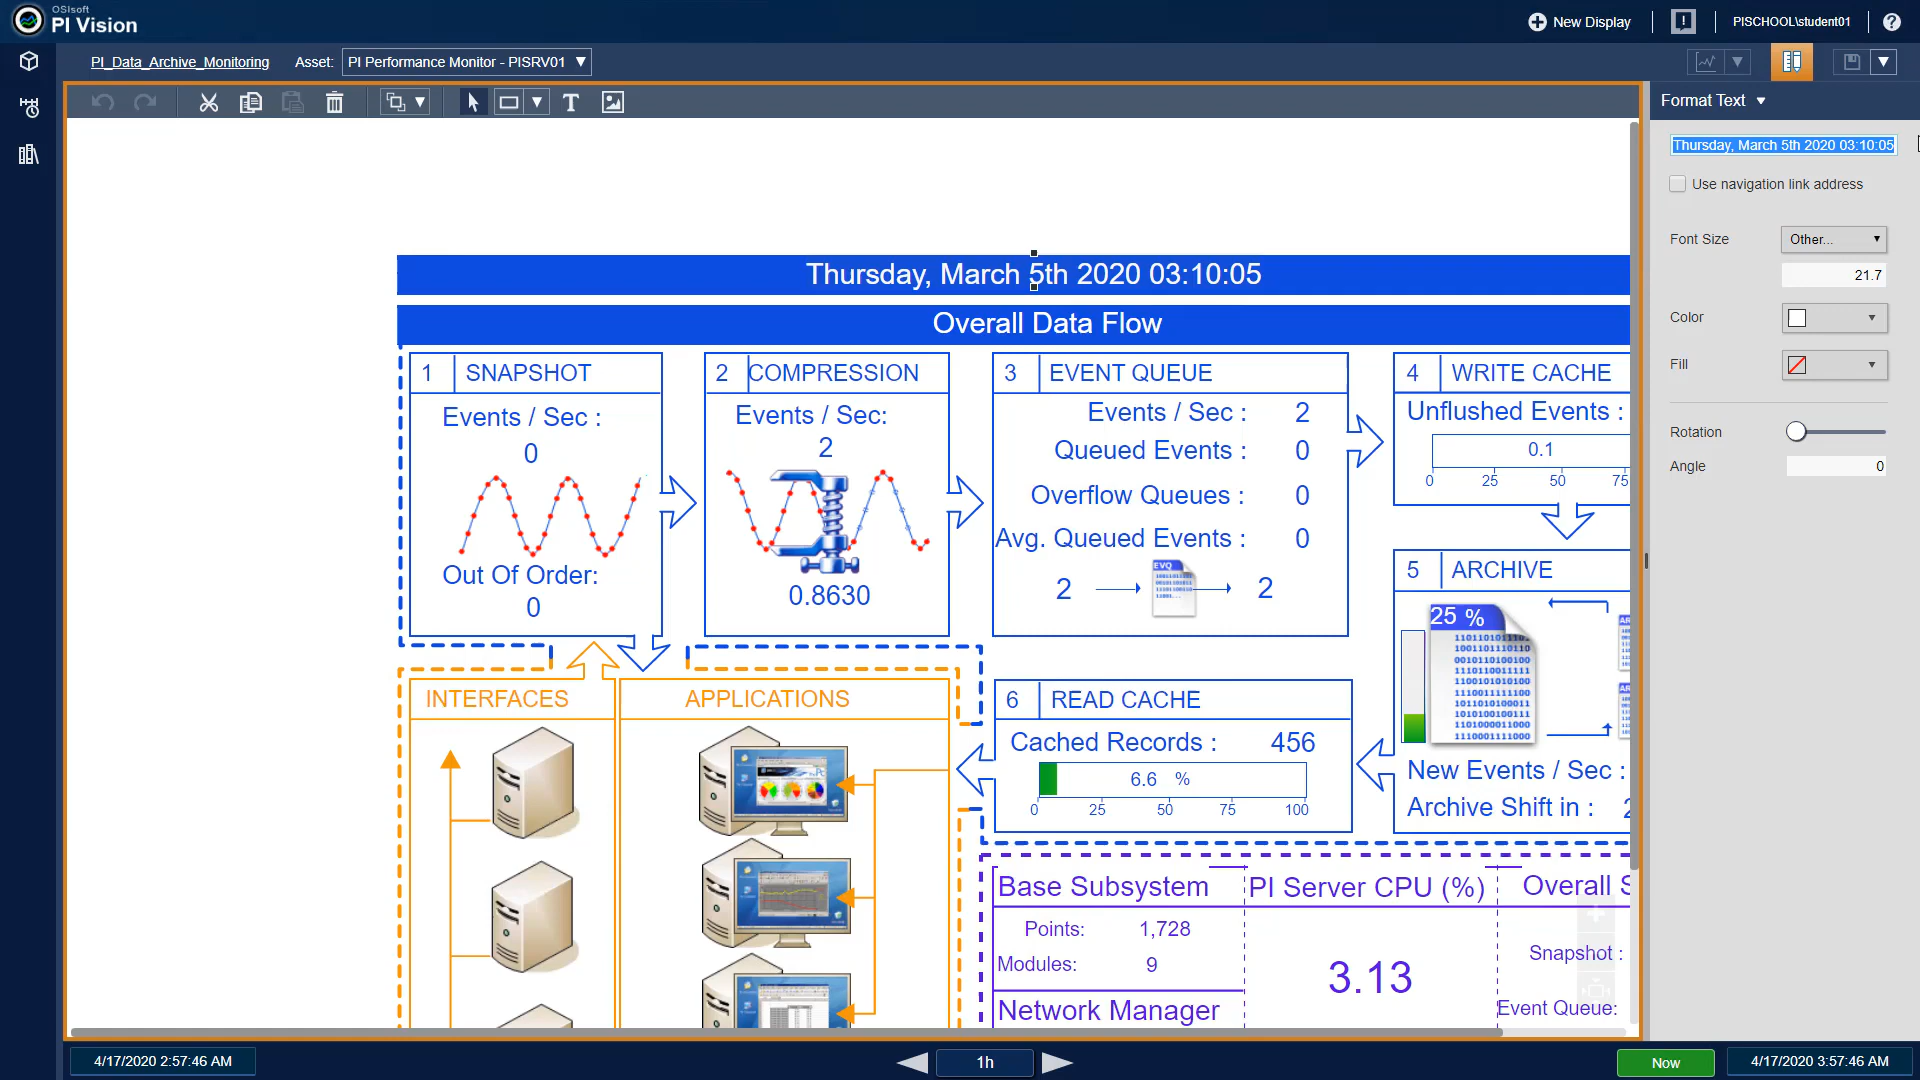 OSIsoft
PI Vision
New Display
PISCHOOL\student01
PI_Data_Archive_Monitoring
Asset:
PI Performance Monitor - PISRV01
Format Text
Thursday, March 5th 2020 03:10:05
Use navigation link address
Font Size
Other...
21.7
Color
Fill
Rotation
Angle
0
Thursday, March 5th 2020 03:10:05
Overall Data Flow
1 SNAPSHOT
Events / Sec :
0
Out Of Order:
0
2 COMPRESSION
Events / Sec:
2
0.8630
3 EVENT QUEUE
Events / Sec : 2
Queued Events : 0
Overflow Queues : 0
Avg. Queued Events : 0
2 EVQ 2
4 WRITE CACHE
Unflushed Events :
0.1
0 25 50 75
5 ARCHIVE
25 %
New Events / Sec :
Archive Shift in :
INTERFACES
APPLICATIONS
6 READ CACHE
Cached Records : 456
6.6 %
0 25 50 75 100
Base Subsystem
Points: 1,728
Modules: 9
Network Manager
PI Server CPU (%)
3.13
Overall S
Snapshot :
Event Queue:
4/17/2020 2:57:46 AM
1h
Now
4/17/2020 3:57:46 AM